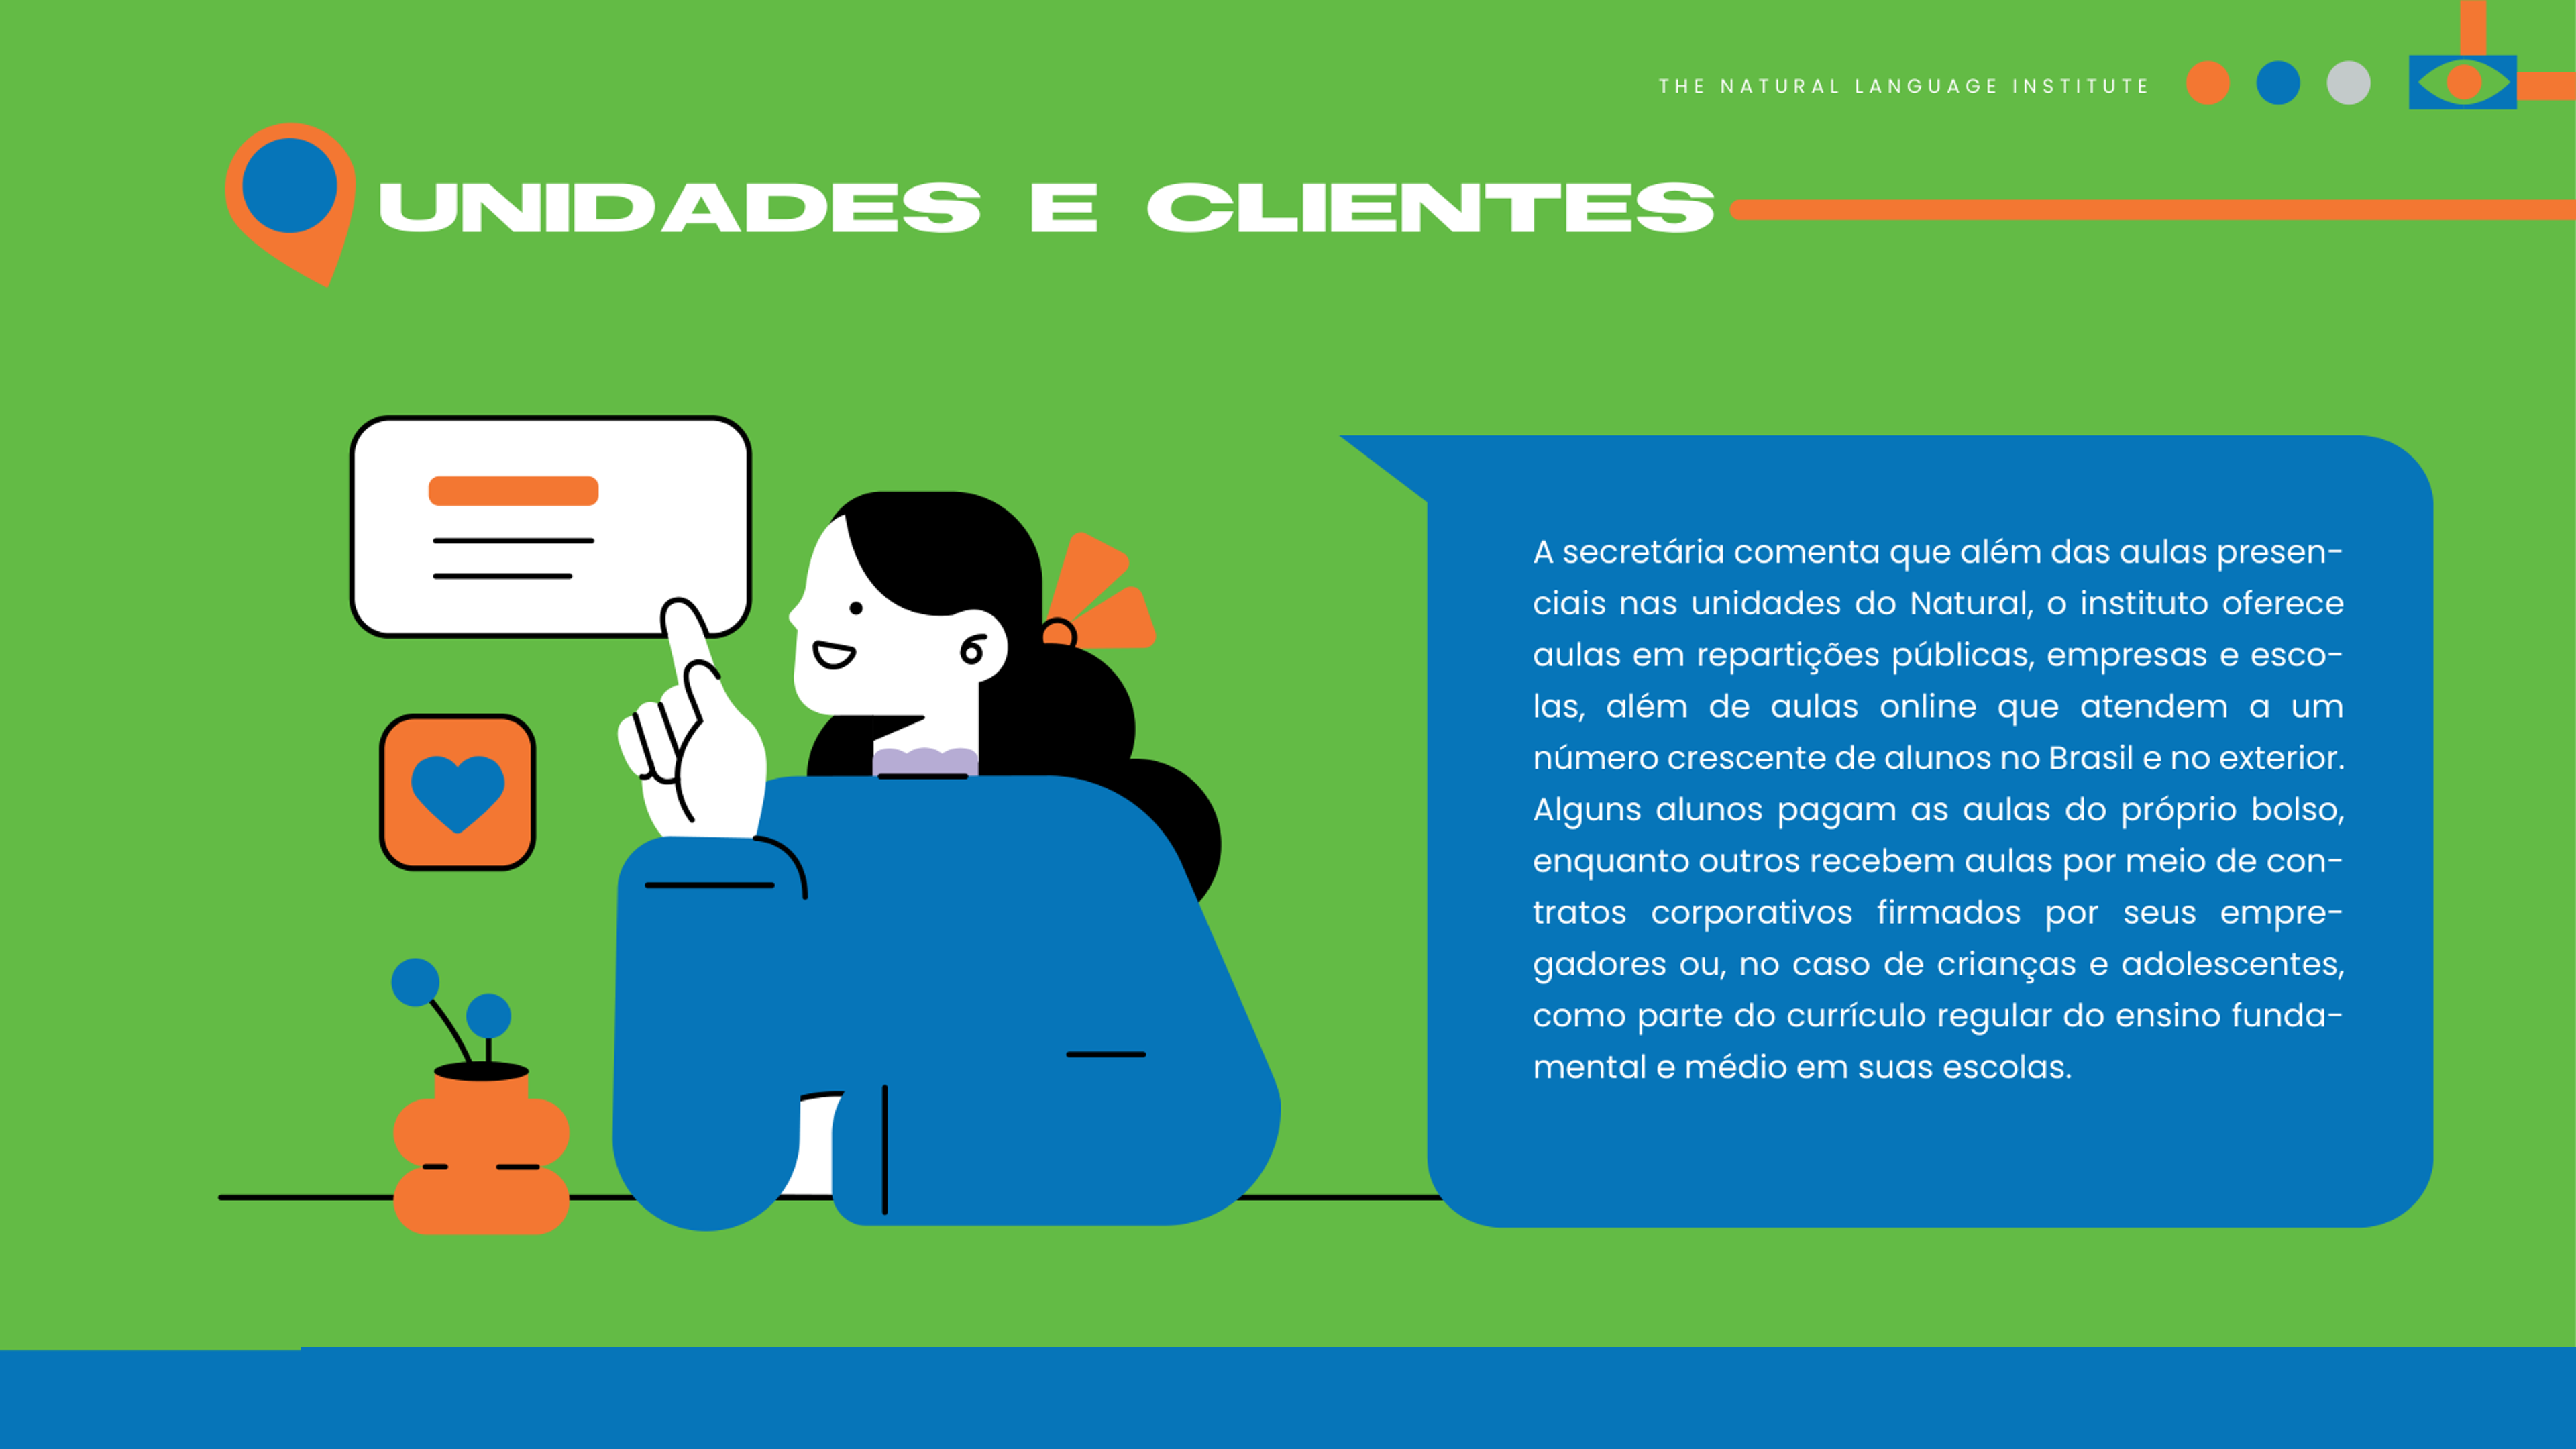 THE NATURAL LANGUAGE INSTITUTE
UNIDADES E CLIENTES
A secretária comenta que além das aulas presen-
ciais nas unidades do Natural, o instituto oferece
aulas em repartições públicas, empresas e esco-
las, além de aulas online que atendem a um
número crescente de alunos no Brasil e no exterior.
Alguns alunos pagam as aulas do próprio bolso,
enquanto outros recebem aulas por meio de con-
tratos corporativos firmados por seus empre-
gadores ou, no caso de crianças e adolescentes,
como parte do currículo regular do ensino funda-
mental e médio em suas escolas.